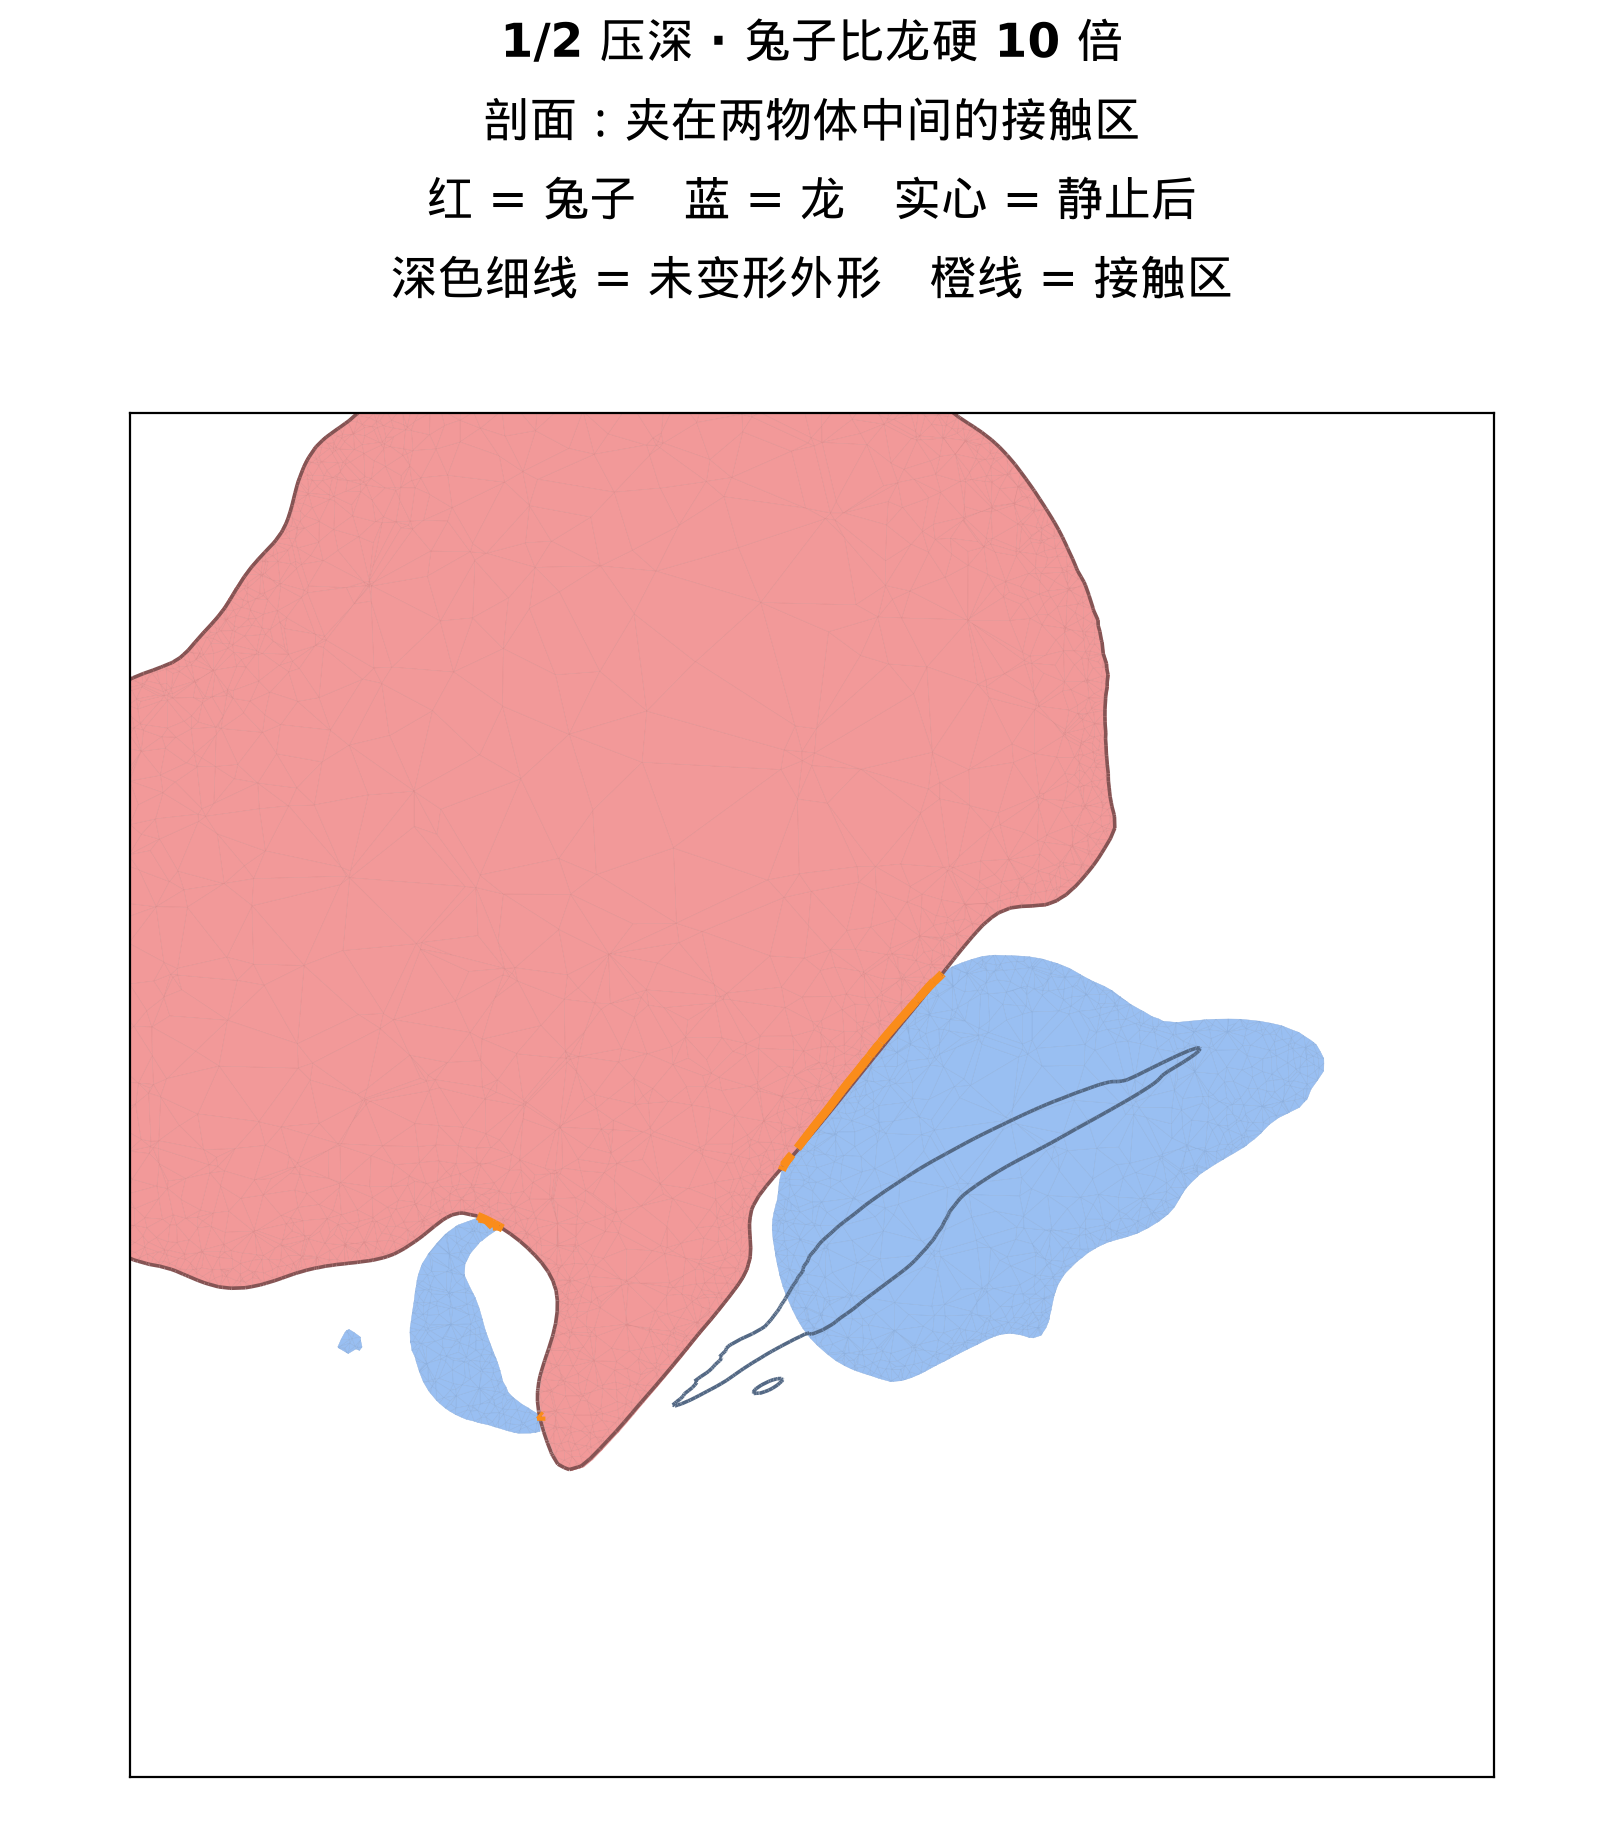 1/2 压深 · 兔子比龙硬 10 倍
剖面：夹在两物体中间的接触区
红 = 兔子　蓝 = 龙　实心 = 静止后
深色细线 = 未变形外形　橙线 = 接触区